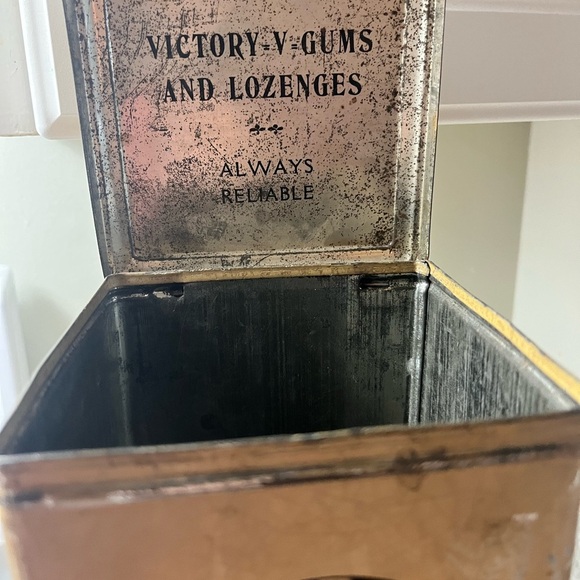 VICTORY-V-GUMS
AND LOZENGES
ALWAYS
RELIABLE